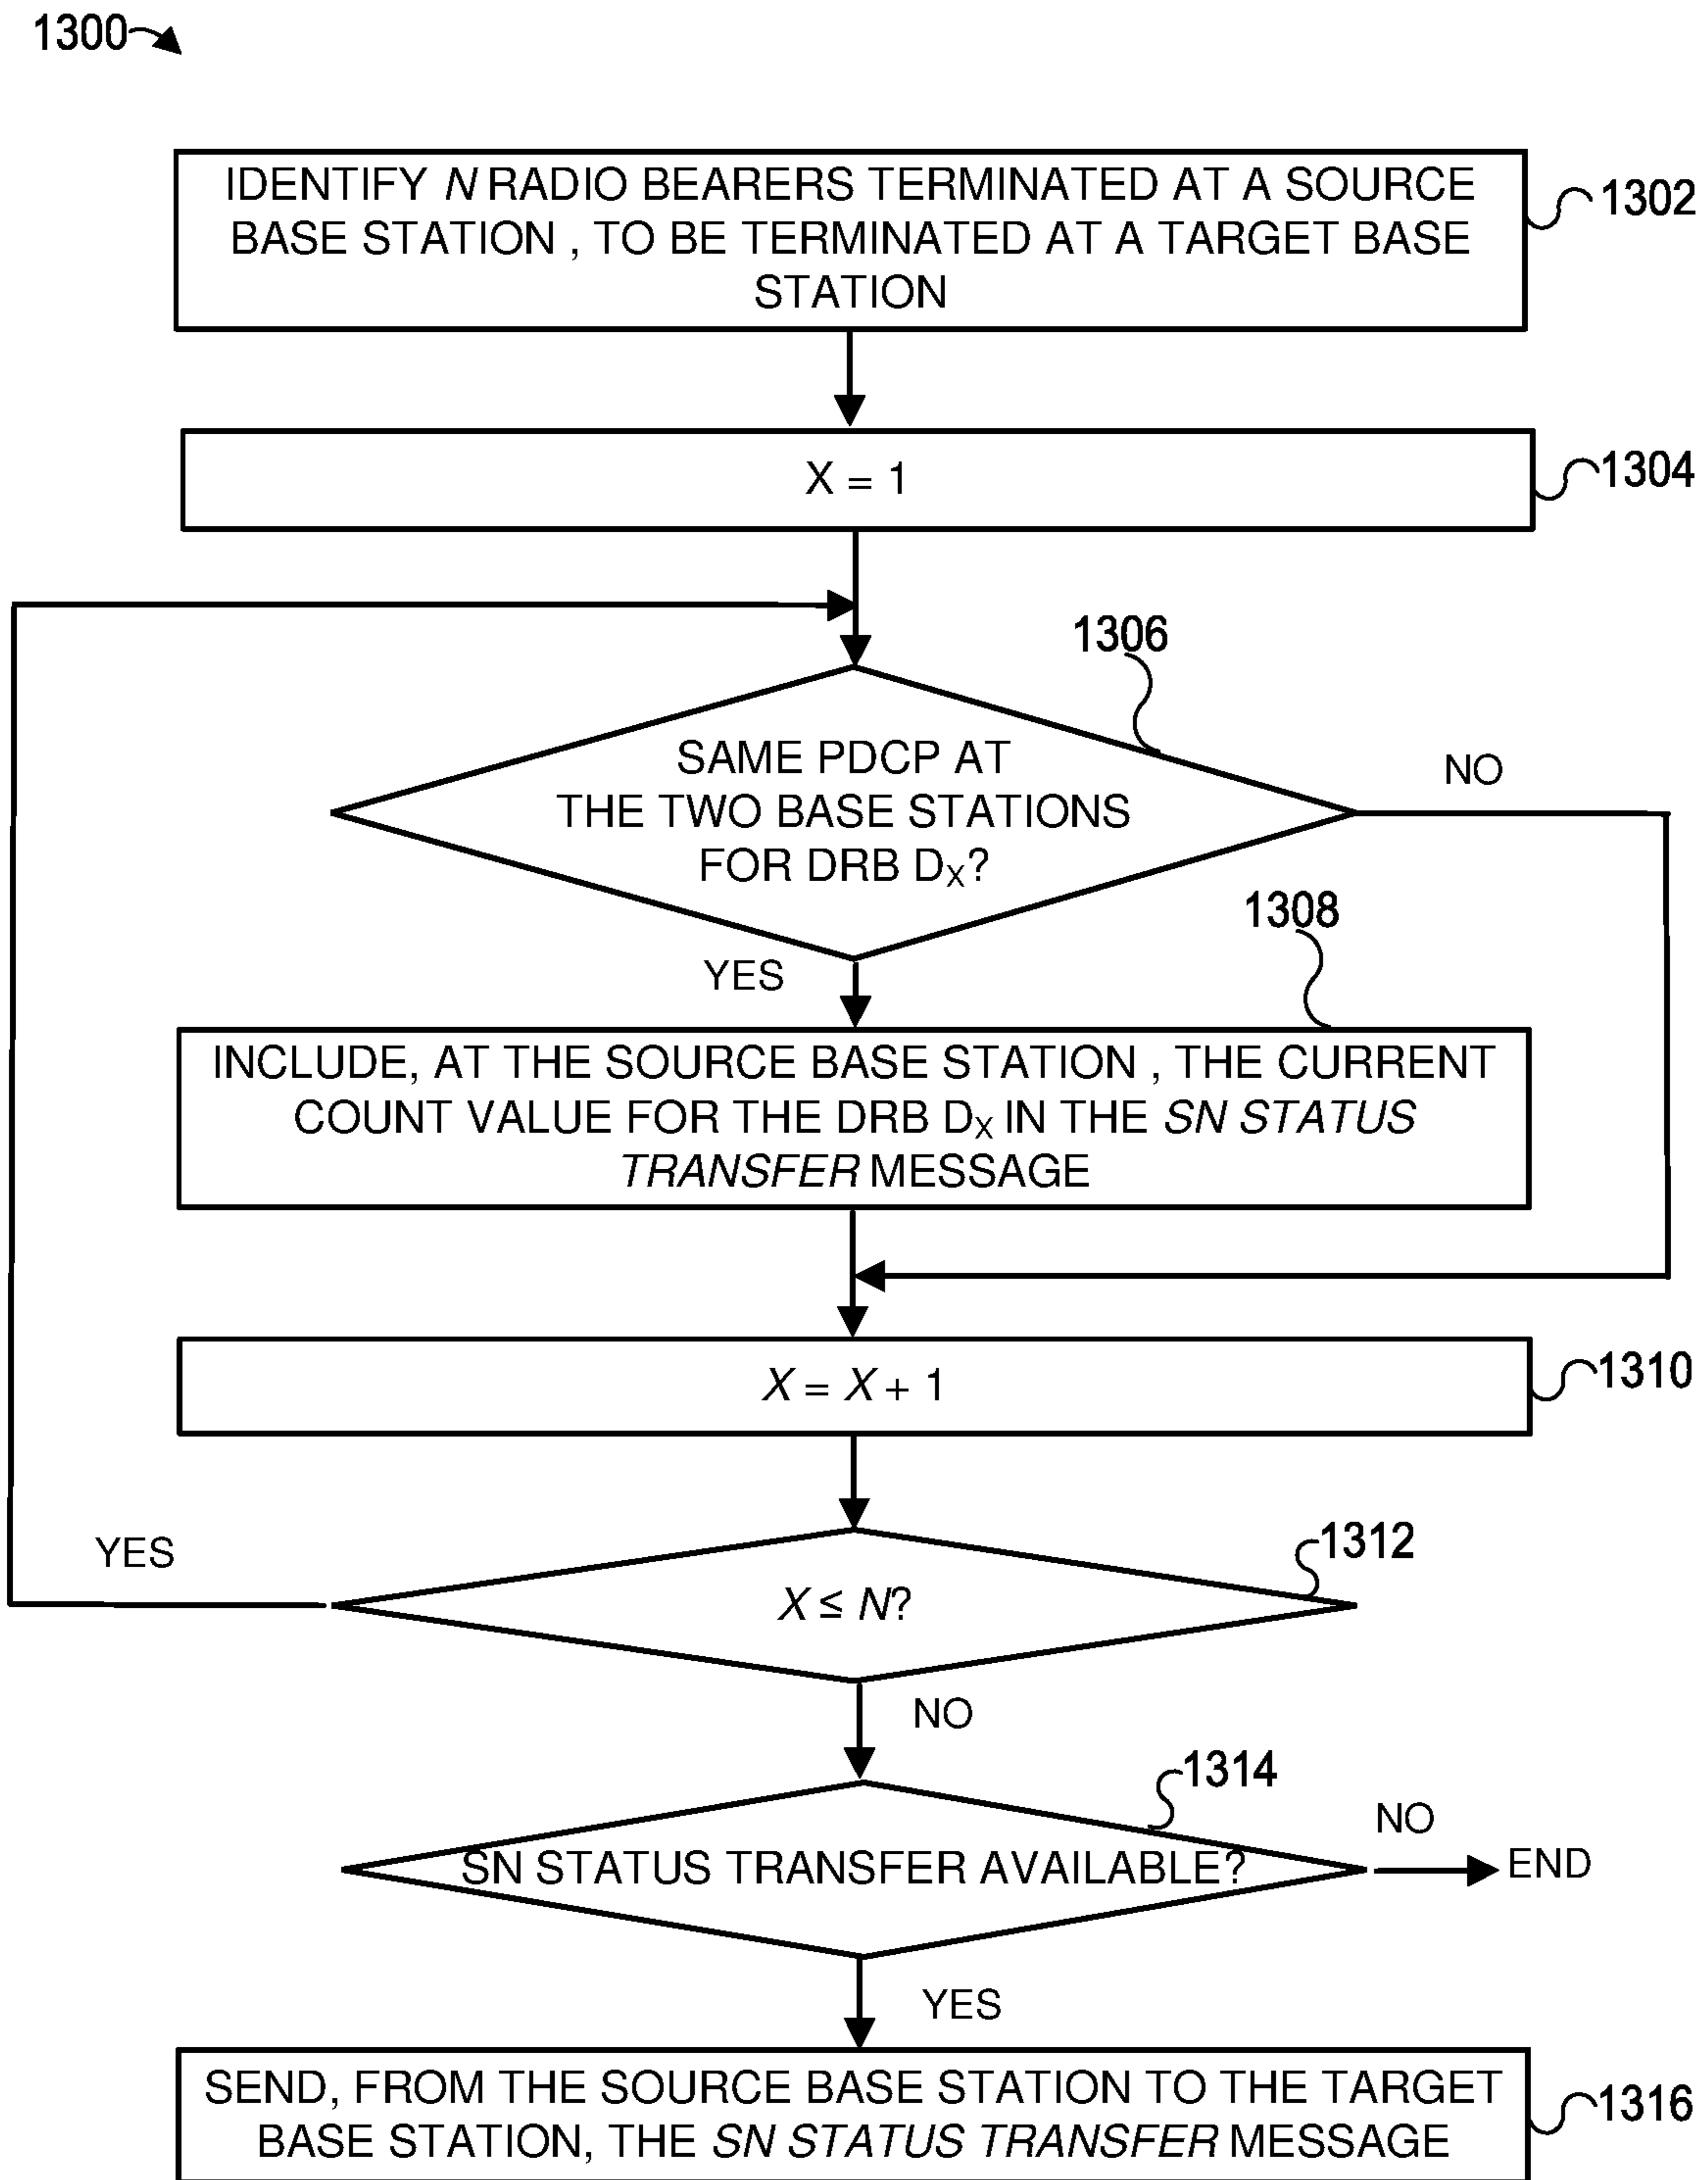 1300
IDENTIFY N RADIO BEARERS TERMINATED AT A SOURCE
BASE STATION , TO BE TERMINATED AT A TARGET BASE
STATION
1302
X = 1
1304
1306
SAME PDCP AT
THE TWO BASE STATIONS
FOR DRB DX?
NO
YES
1308
INCLUDE, AT THE SOURCE BASE STATION , THE CURRENT
COUNT VALUE FOR THE DRB DX IN THE SN STATUS
TRANSFER MESSAGE
X = X + 1
1310
YES
X ≤ N?
1312
NO
1314
SN STATUS TRANSFER AVAILABLE?
NO
END
YES
SEND, FROM THE SOURCE BASE STATION TO THE TARGET
BASE STATION, THE SN STATUS TRANSFER MESSAGE
1316